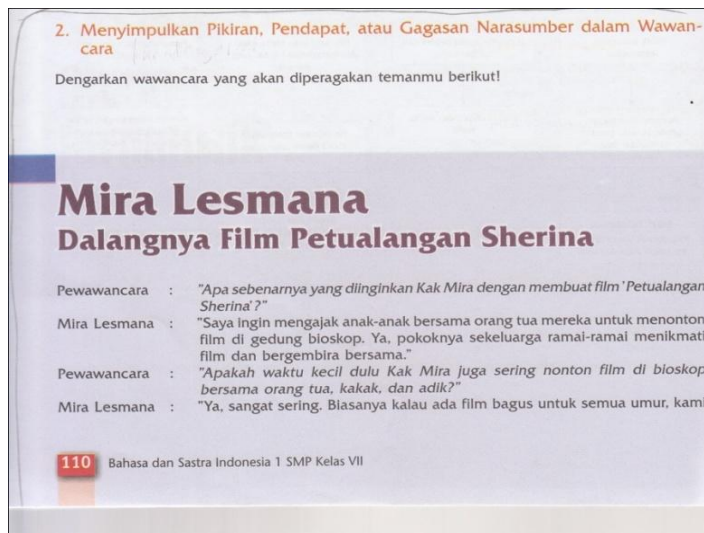 2. Menyimpulkan Pikiran, Pendapat, atau Gagasan Narasumber dalam Wawan-
cara
Dengarkan wawancara yang akan diperagakan temanmu berikut!
Mira Lesmana
Dalangnya Film Petualangan Sherina
Pewawancara : "Apa sebenarnya yang diinginkan Kak Mira dengan membuat film 'Petualangan
Sherina'?"
Mira Lesmana : "Saya ingin mengajak anak-anak bersama orang tua mereka untuk menonton
film di gedung bioskop. Ya, pokoknya sekeluarga ramai-ramai menikmati
film dan bergembira bersama."
Pewawancara : "Apakah waktu kecil dulu Kak Mira juga sering nonton film di bioskop
bersama orang tua, kakak, dan adik?"
Mira Lesmana : "Ya, sangat sering. Biasanya kalau ada film bagus untuk semua umur, kami
110 Bahasa dan Sastra Indonesia 1 SMP Kelas VII